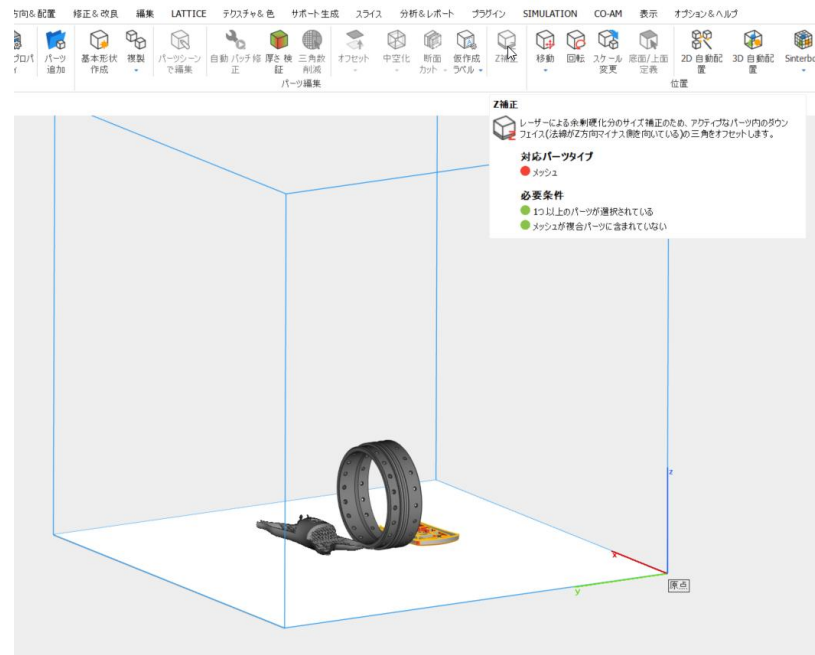 方向&配置 修正&改良 編集 LATTICE テクスチャ&色 サポート生成 スライス 分析&レポート プラグイン SIMULATION CO-AM 表示 オプション&ヘルプ
プロパ パーツ 基本形状 複製 パーツシーン 自動 パッチ修 厚さ 検 三角数 オフセット 中空化 断面 仮作成 Z補正 移動 回転 スケール 底面/上面 2D 自動配 3D 自動配 Sinterbo
追加 作成 で編集 正 証 削減 カット ラベル 変更 定義 置 置
パーツ編集 位置
Z補正
レーザーによる余剰硬化分のサイズ補正のため、アクティブなパーツ内のダウン
フェイス(法線がZ方向マイナス側を向いている)の三角をオフセットします。
対応パーツタイプ
メッシュ
必要条件
1つ以上のパーツが選択されている
メッシュが複合パーツに含まれていない
z
x
原点
y